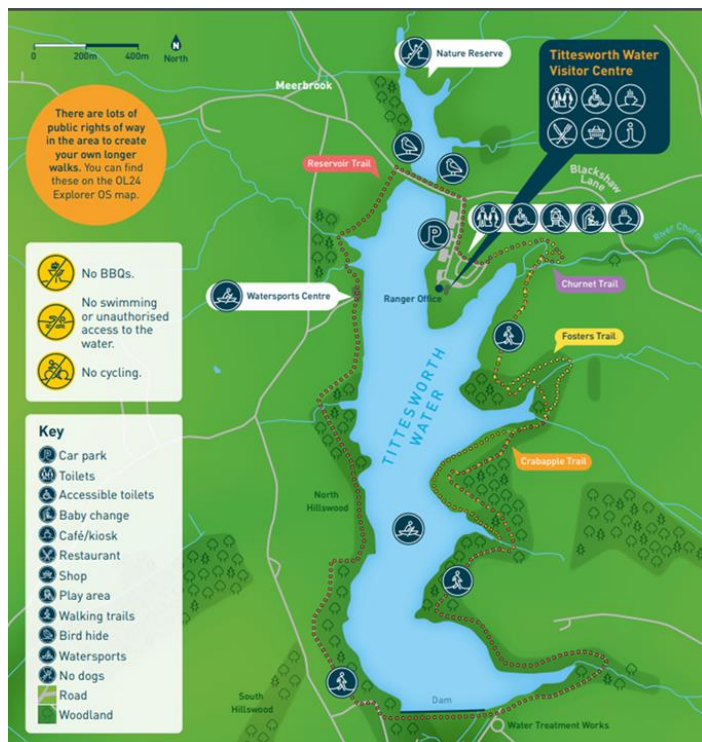 0
200m
400m
N
North
Meerbrook
Nature Reserve
Tittesworth Water
Visitor Centre
There are lots of
public rights of way
in the area to create
your own longer
walks. You can find
these on the OL24
Explorer OS map.
Reservoir Trail
Blackshaw
Lane
River Churnet
P
Churnet Trail
Ranger Office
Watersports Centre
No BBQs.
No swimming
or unauthorised
access to the
water.
No cycling.
Fosters Trail
TITTESWORTH
WATER
Crabapple Trail
North
Hillswood
Key
Car park
Toilets
Accessible toilets
Baby change
Café/kiosk
Restaurant
Shop
Play area
Walking trails
Bird hide
Watersports
No dogs
Road
Woodland
South
Hillswood
Dam
Water Treatment Works